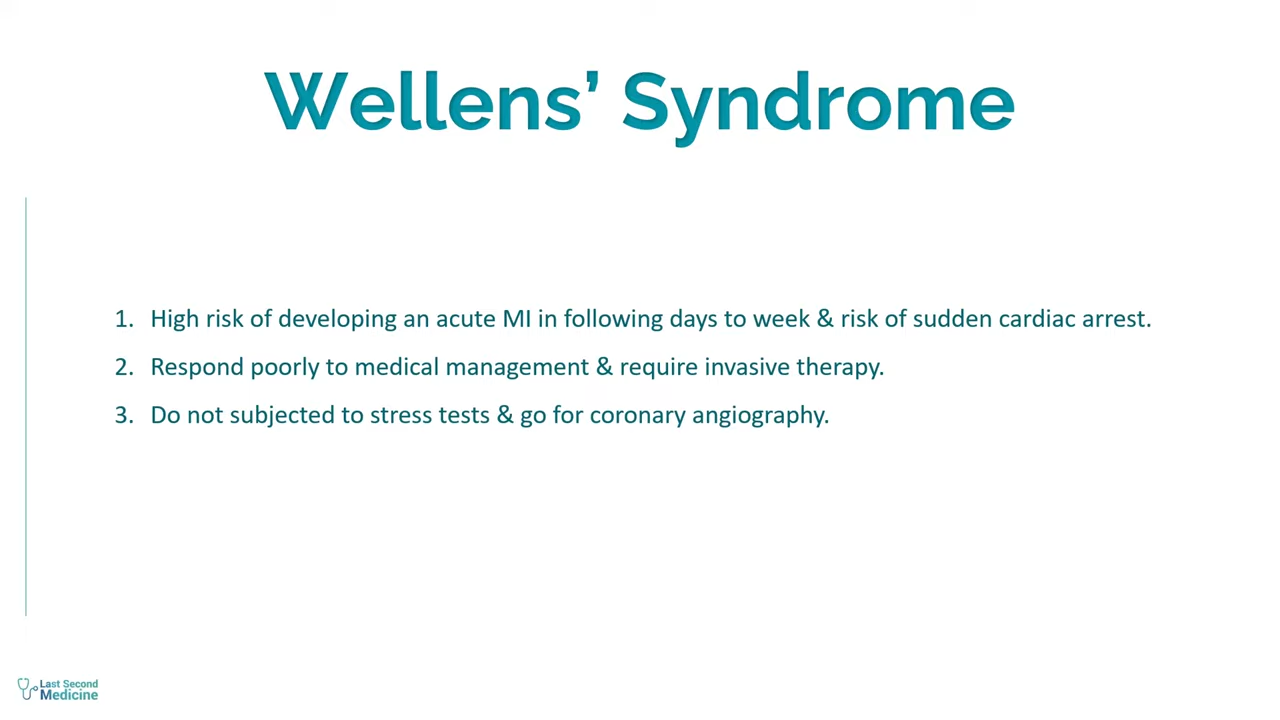 Wellens’ Syndrome
1. High risk of developing an acute MI in following days to week & risk of sudden cardiac arrest.
2. Respond poorly to medical management & require invasive therapy.
3. Do not subjected to stress tests & go for coronary angiography.
Last Second
Medicine